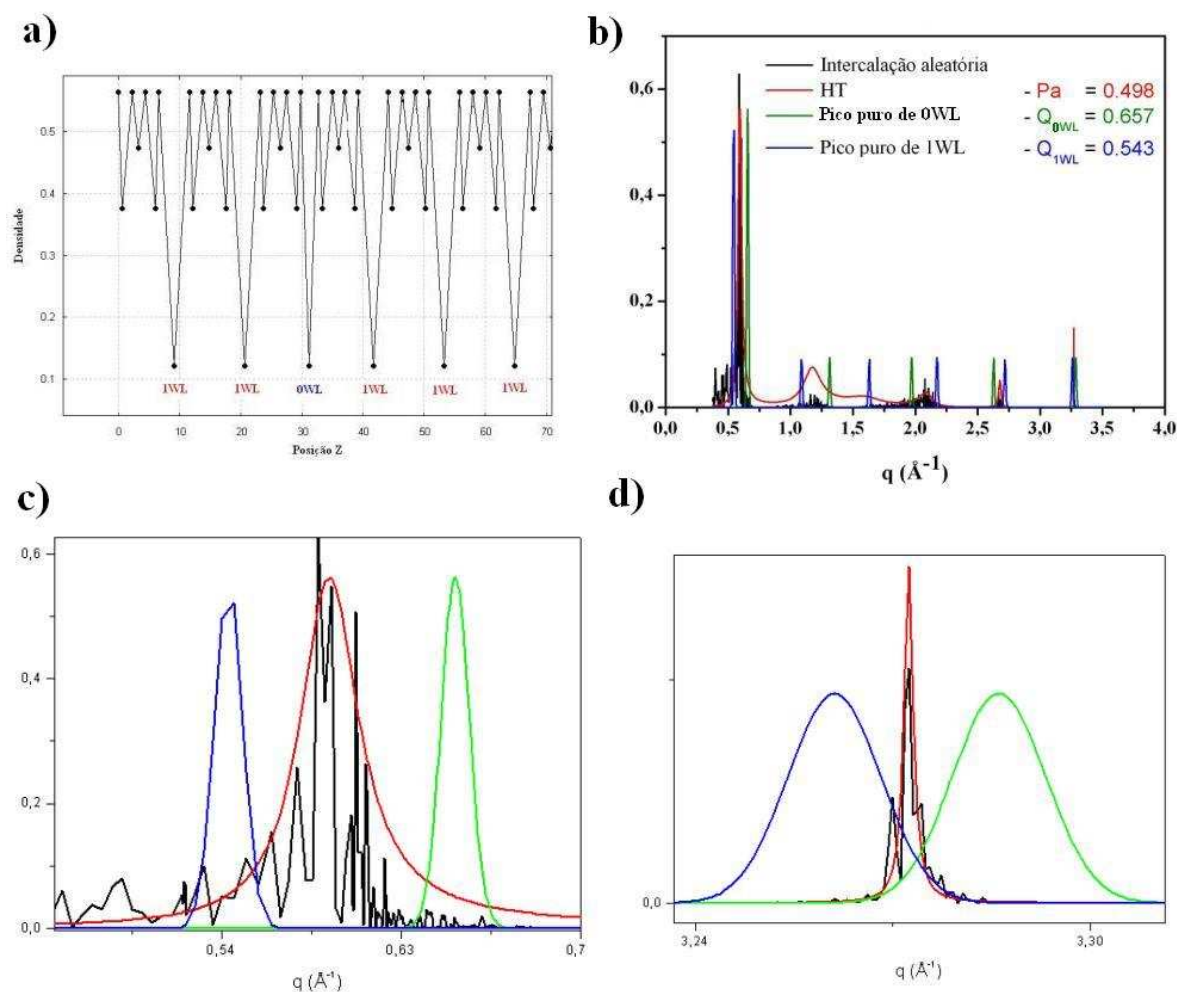 a)
Densidade
0.5
0.4
0.3
0.2
0.1
1WL
1WL
0WL
1WL
1WL
1WL
0
10
20
30
40
50
60
70
Posição Z
b)
Intercalação aleatória
HT
Pico puro de 0WL
Pico puro de 1WL
- Pa = 0.498
- Q0WL = 0.657
- Q1WL = 0.543
0,6
0,4
0,2
0,0
0,0
0,5
1,0
1,5
2,0
2,5
3,0
3,5
4,0
q (Å-1)
c)
0,6
0,4
0,2
0,0
0,54
0,63
0,7
q (Å-1)
d)
0,0
3,24
3,30
q (Å-1)